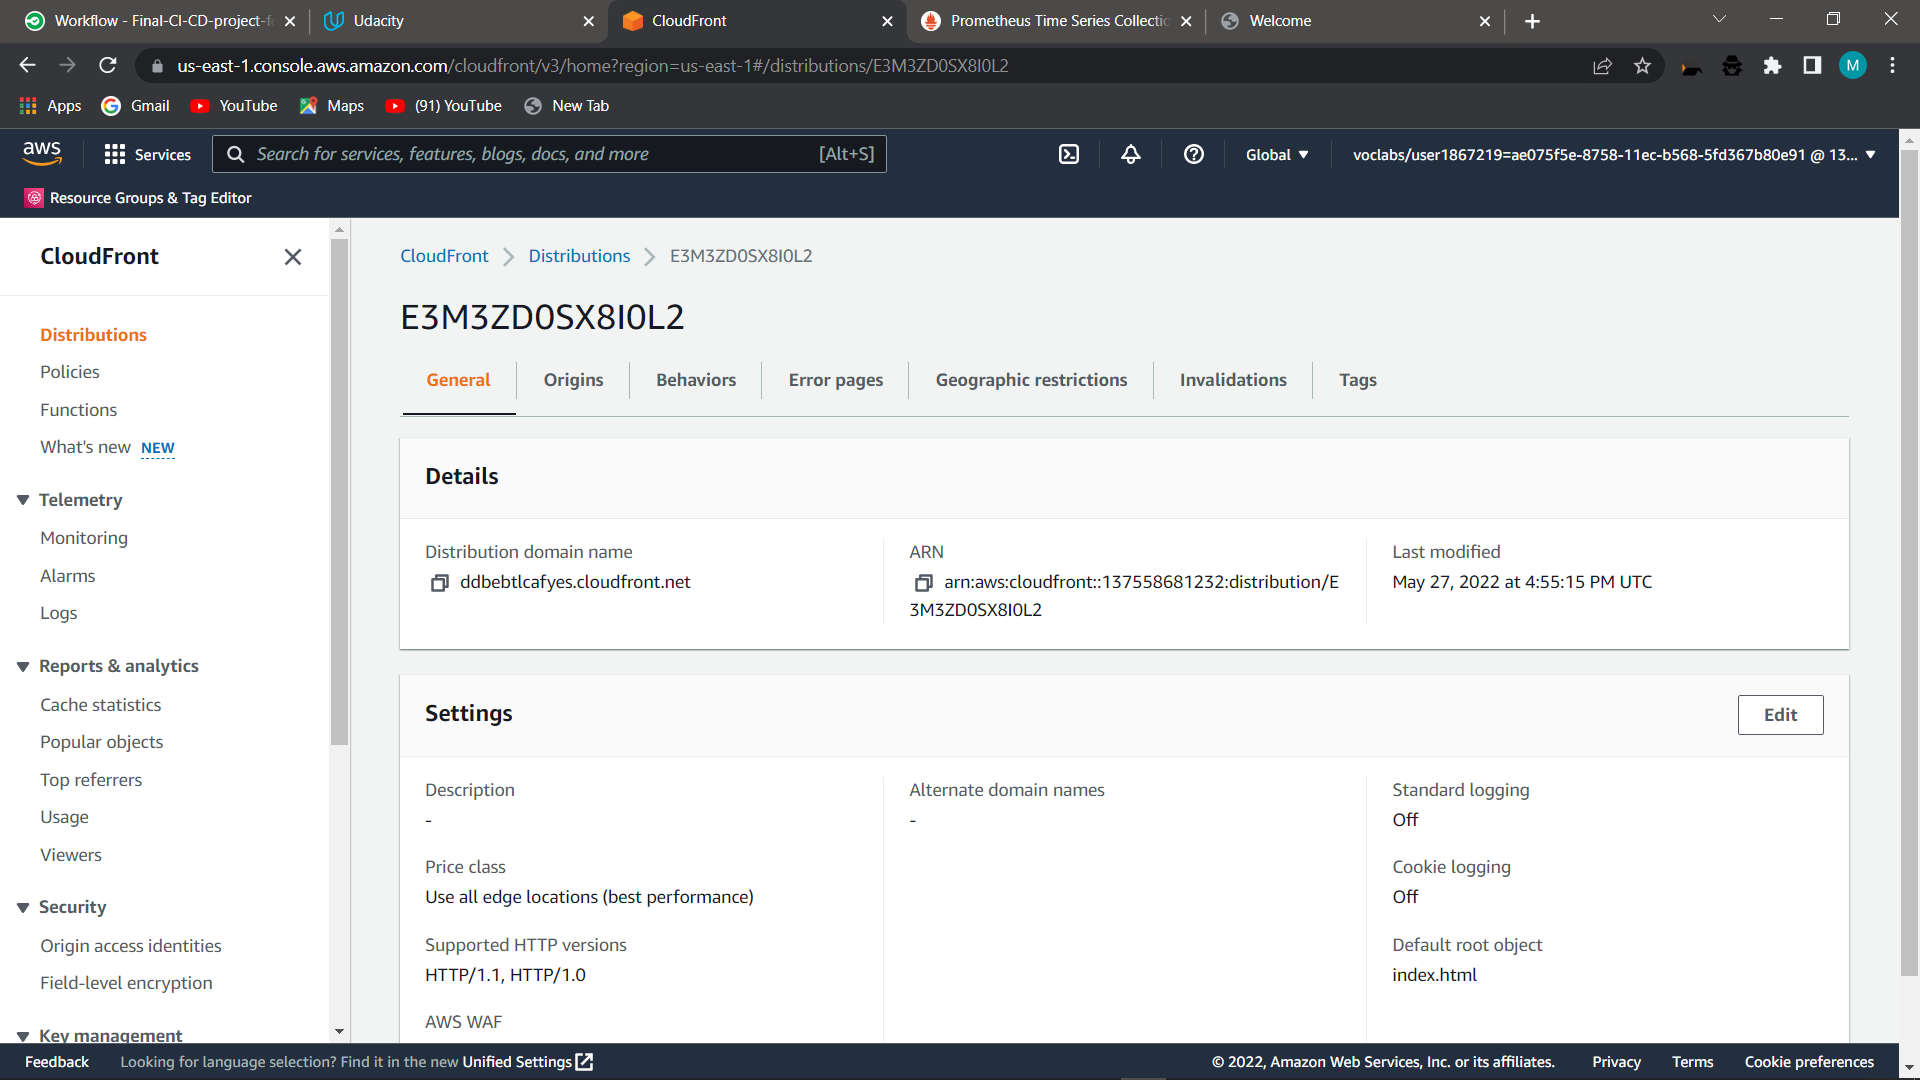 Workflow - Final-CI-CD-project-f
Udacity
CloudFront
Prometheus Time Series Collectio
Welcome
us-east-1.console.aws.amazon.com/cloudfront/v3/home?region=us-east-1#/distributions/E3M3ZD0SX8I0L2
M
Apps
Gmail
YouTube
Maps
(91) YouTube
New Tab
aws
Services
Search for services, features, blogs, docs, and more
[Alt+S]
Global
voclabs/user1867219=ae075f5e-8758-11ec-b568-5fd367b80e91 @ 13...
Resource Groups & Tag Editor
CloudFront
Distributions
Policies
Functions
What's new NEW
Telemetry
Monitoring
Alarms
Logs
Reports & analytics
Cache statistics
Popular objects
Top referrers
Usage
Viewers
Security
Origin access identities
Field-level encryption
Key management
CloudFront
Distributions
E3M3ZD0SX8I0L2
E3M3ZD0SX8I0L2
General
Origins
Behaviors
Error pages
Geographic restrictions
Invalidations
Tags
Details
Distribution domain name
ddbebtlcafyes.cloudfront.net
ARN
arn:aws:cloudfront::137558681232:distribution/E
3M3ZD0SX8I0L2
Last modified
May 27, 2022 at 4:55:15 PM UTC
Settings
Edit
Description
-
Price class
Use all edge locations (best performance)
Supported HTTP versions
HTTP/1.1, HTTP/1.0
AWS WAF
Alternate domain names
-
Standard logging
Off
Cookie logging
Off
Default root object
index.html
Feedback
Looking for language selection? Find it in the new Unified Settings
© 2022, Amazon Web Services, Inc. or its affiliates.
Privacy
Terms
Cookie preferences